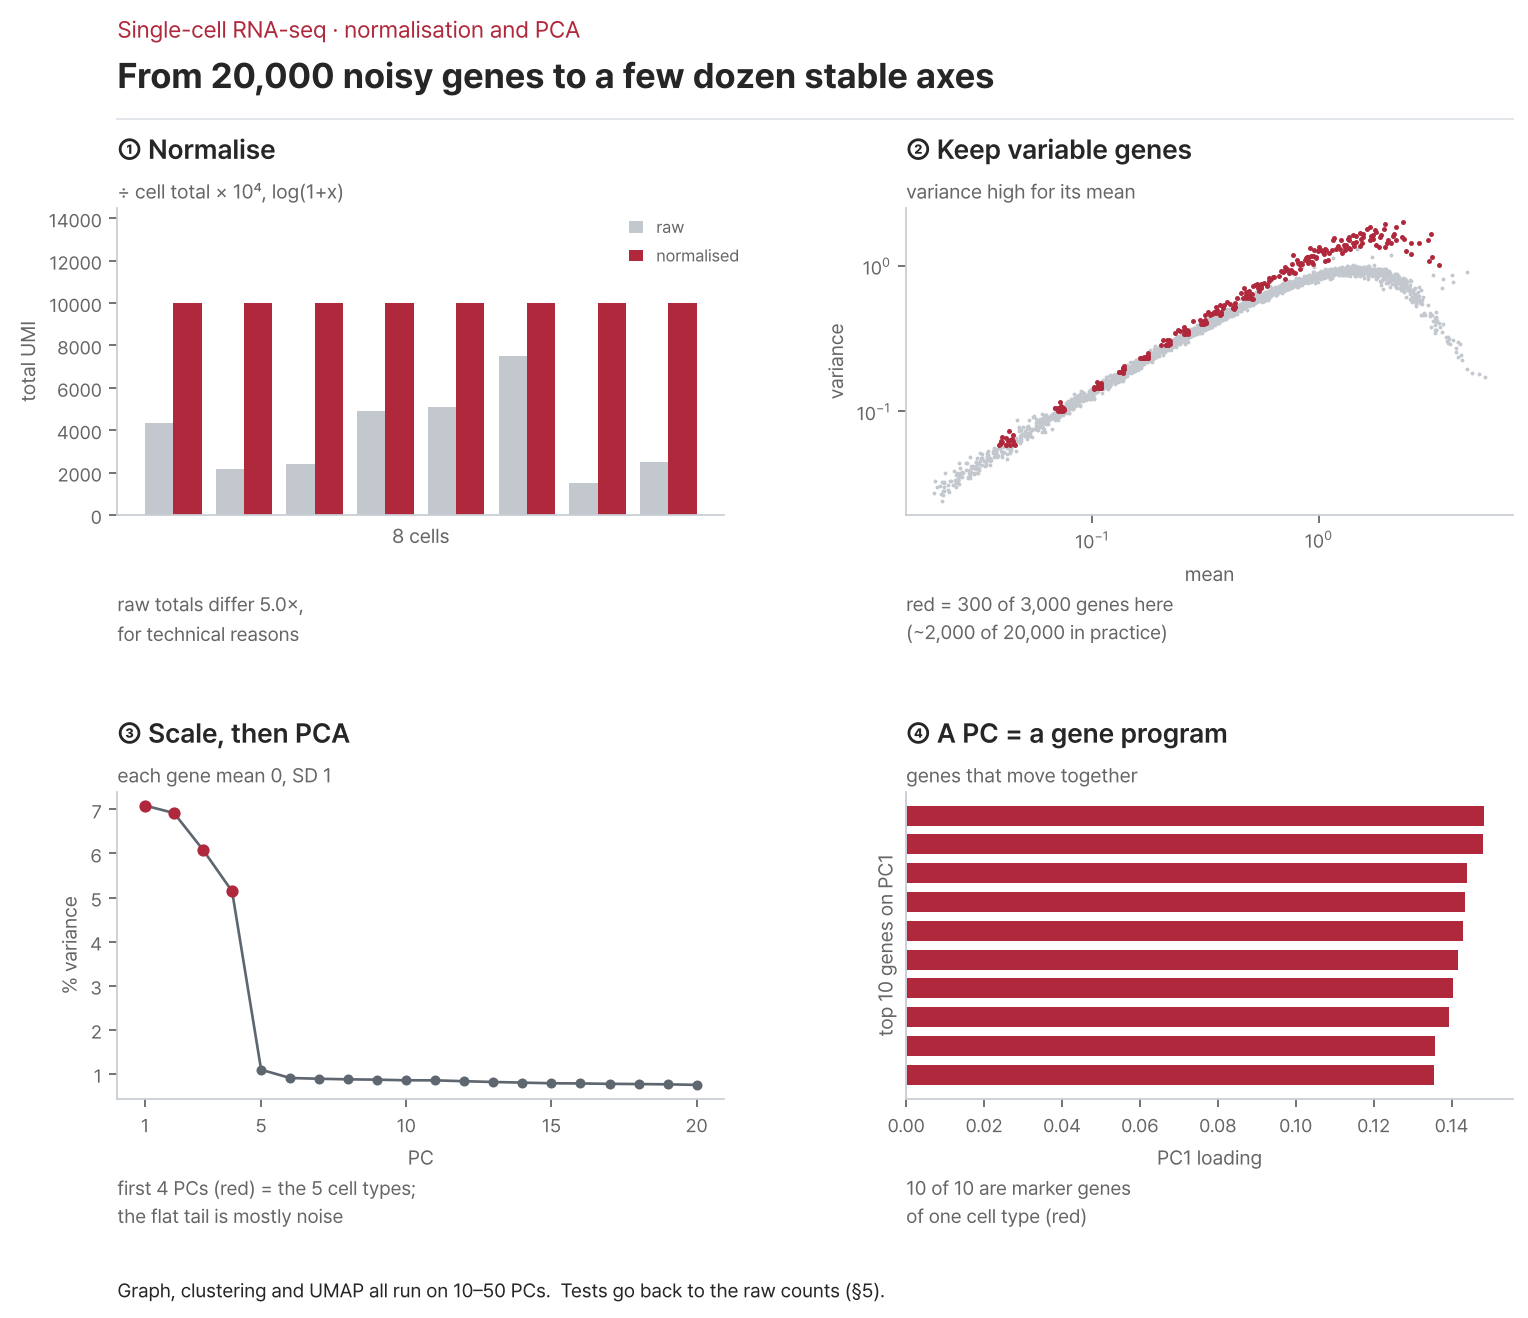 Single-cell RNA-seq · normalisation and PCA
From 20,000 noisy genes to a few dozen stable axes
① Normalise
÷ cell total × 10⁴, log(1+x)
14000
12000
10000
8000
6000
4000
2000
0
total UMI
raw
normalised
8 cells
raw totals differ 5.0×,
for technical reasons
② Keep variable genes
variance high for its mean
10⁰
10⁻¹
variance
10⁻¹
10⁰
mean
red = 300 of 3,000 genes here
(~2,000 of 20,000 in practice)
③ Scale, then PCA
each gene mean 0, SD 1
7
6
5
4
3
2
1
% variance
1
5
10
15
20
PC
first 4 PCs (red) = the 5 cell types;
the flat tail is mostly noise
④ A PC = a gene program
genes that move together
top 10 genes on PC1
0.00
0.02
0.04
0.06
0.08
0.10
0.12
0.14
PC1 loading
10 of 10 are marker genes
of one cell type (red)
Graph, clustering and UMAP all run on 10–50 PCs.  Tests go back to the raw counts (§5).